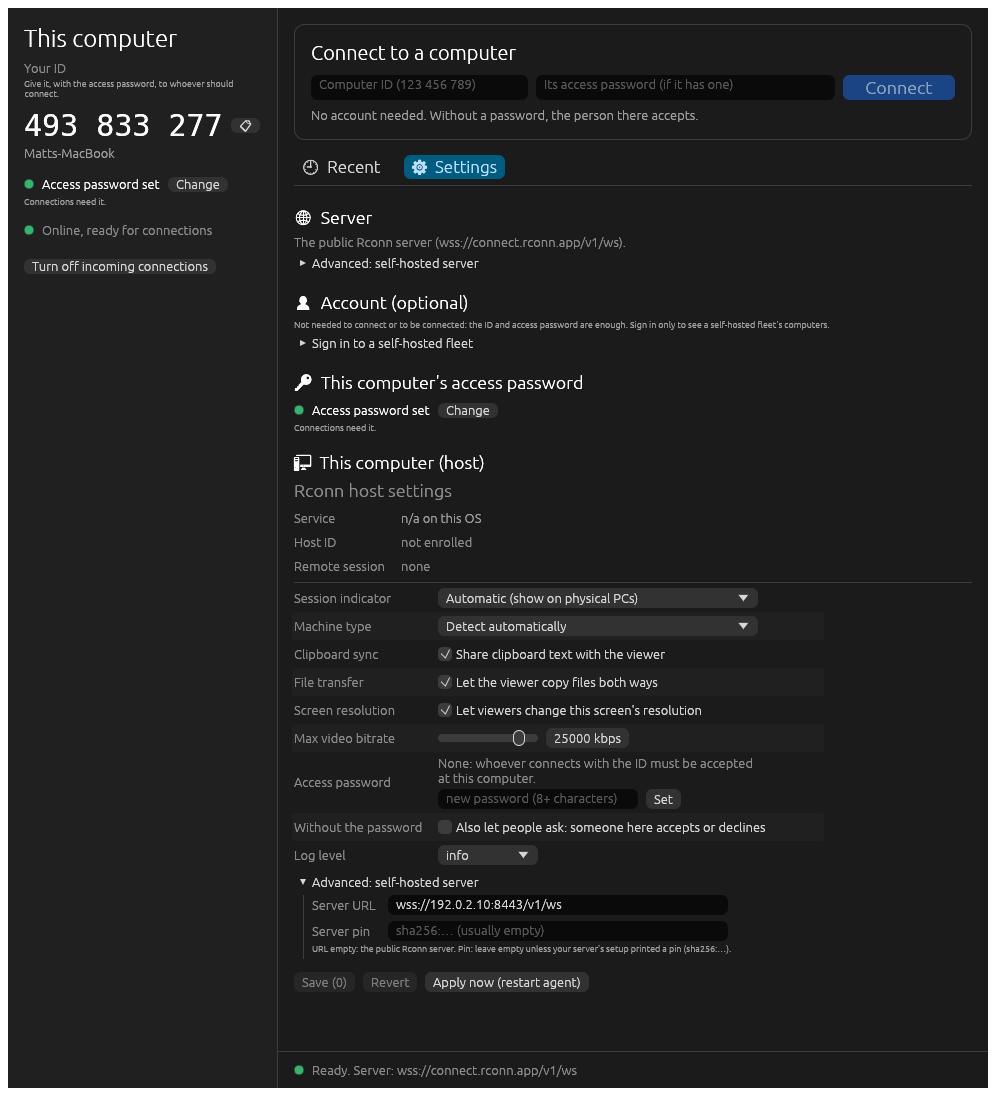 This computer
Your ID
Give it, with the access password, to whoever should
connect.
493 833 277
Matts-MacBook
Access password set Change
Connections need it.
Online, ready for connections
Turn off incoming connections
Connect to a computer
Computer ID (123 456 789) Its access password (if it has one) Connect
No account needed. Without a password, the person there accepts.
Recent Settings
Server
The public Rconn server (wss://connect.rconn.app/v1/ws).
Advanced: self-hosted server
Account (optional)
Not needed to connect or to be connected: the ID and access password are enough. Sign in only to see a self-hosted fleet's computers.
Sign in to a self-hosted fleet
This computer's access password
Access password set Change
Connections need it.
This computer (host)
Rconn host settings
Service n/a on this OS
Host ID not enrolled
Remote session none
Session indicator Automatic (show on physical PCs)
Machine type Detect automatically
Clipboard sync Share clipboard text with the viewer
File transfer Let the viewer copy files both ways
Screen resolution Let viewers change this screen's resolution
Max video bitrate 25000 kbps
None: whoever connects with the ID must be accepted
at this computer.
Access password
new password (8+ characters) Set
Without the password Also let people ask: someone here accepts or declines
Log level info
Advanced: self-hosted server
Server URL wss://192.0.2.10:8443/v1/ws
Server pin sha256:... (usually empty)
URL empty: the public Rconn server. Pin: leave empty unless your server's setup printed a pin (sha256:...).
Save (0) Revert Apply now (restart agent)
Ready. Server: wss://connect.rconn.app/v1/ws